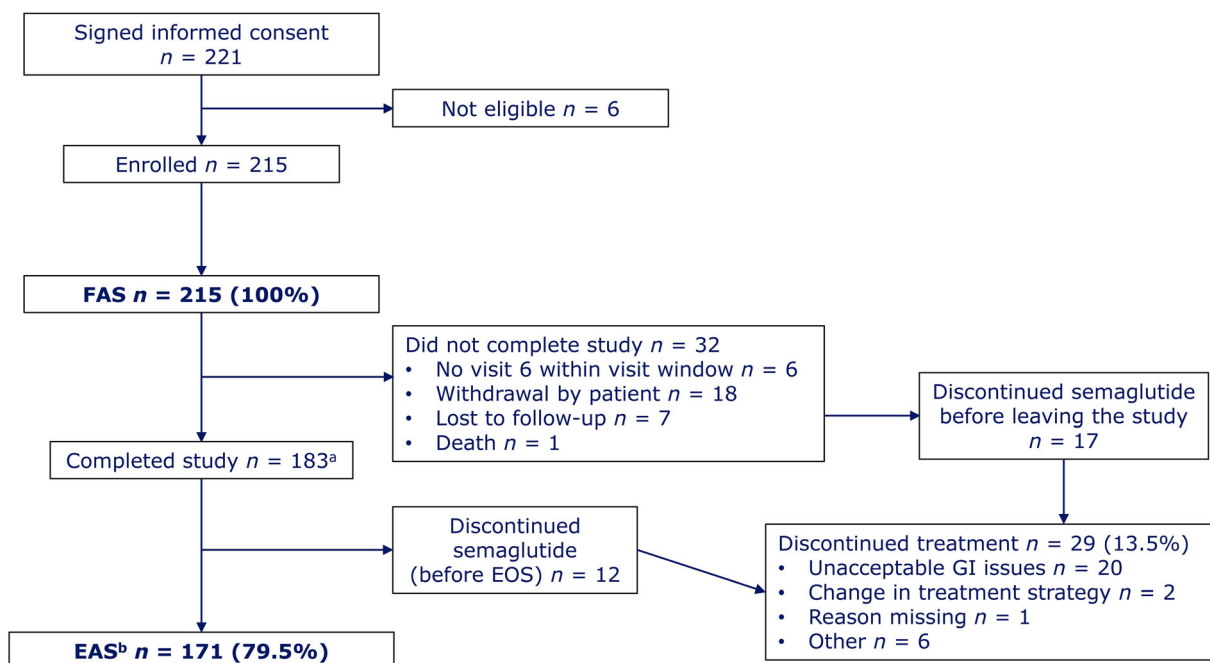 Signed informed consent
n = 221
Not eligible n = 6
Enrolled n = 215
FAS n = 215 (100%)
Did not complete study n = 32
• No visit 6 within visit window n = 6
• Withdrawal by patient n = 18
• Lost to follow-up n = 7
• Death n = 1
Discontinued semaglutide
before leaving the study
n = 17
Completed study n = 183ᵃ
Discontinued
semaglutide
(before EOS) n = 12
Discontinued treatment n = 29 (13.5%)
• Unacceptable GI issues n = 20
• Change in treatment strategy n = 2
• Reason missing n = 1
• Other n = 6
EASᵇ n = 171 (79.5%)